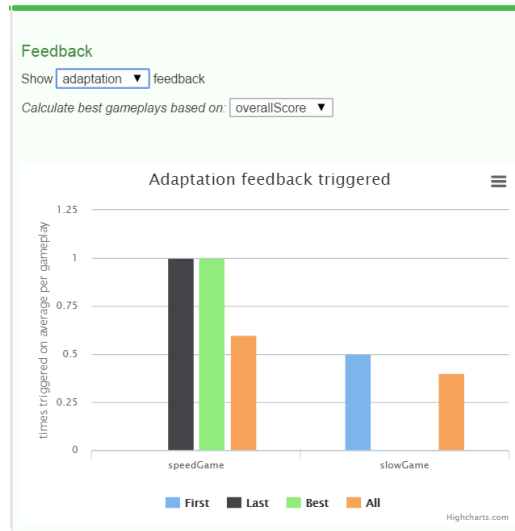 Feedback
Show adaptation ▼ feedback
Calculate best gameplays based on: overallScore ▼
Adaptation feedback triggered
times triggered on average per gameplay
1.25
1
0.75
0.5
0.25
0
speedGame slowGame
First Last Best All
Highcharts.com